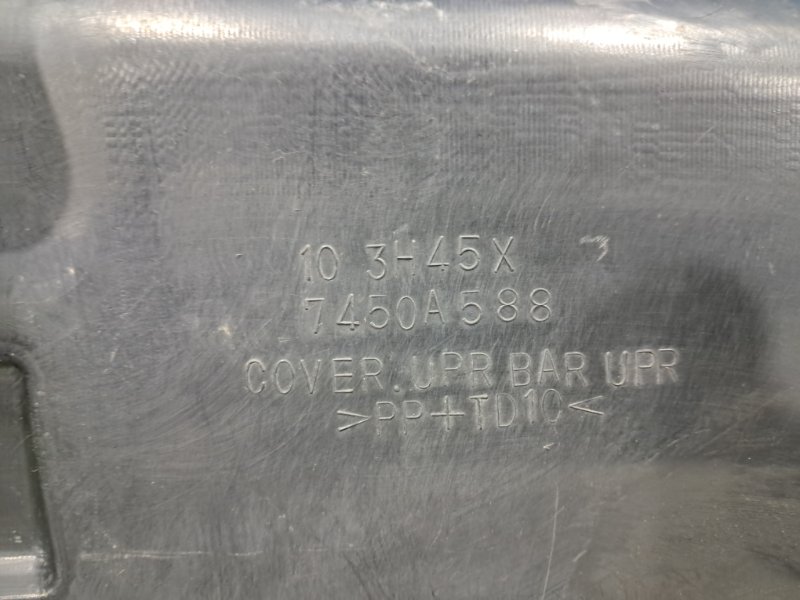 10 3H45X
7450A588
COVER.UPR BAR UPR
>PP+TD10<